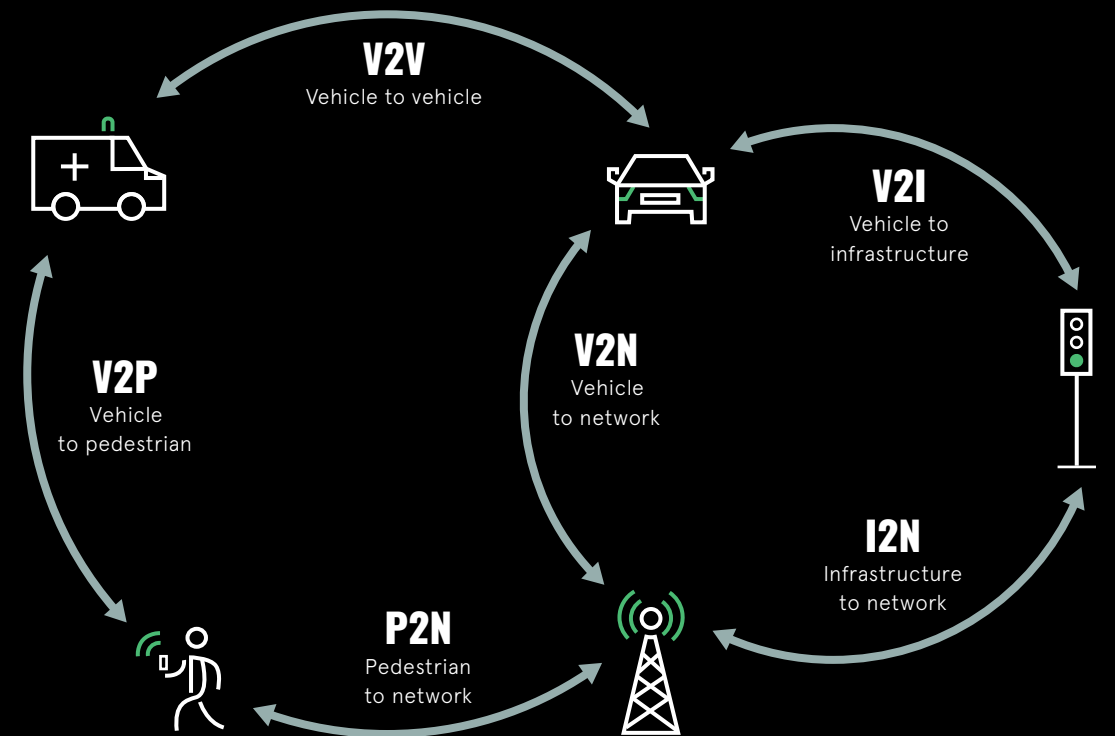 V2V
Vehicle to vehicle
V2I
Vehicle to
infrastructure
V2N
Vehicle
to network
V2P
Vehicle
to pedestrian
I2N
Infrastructure
to network
P2N
Pedestrian
to network